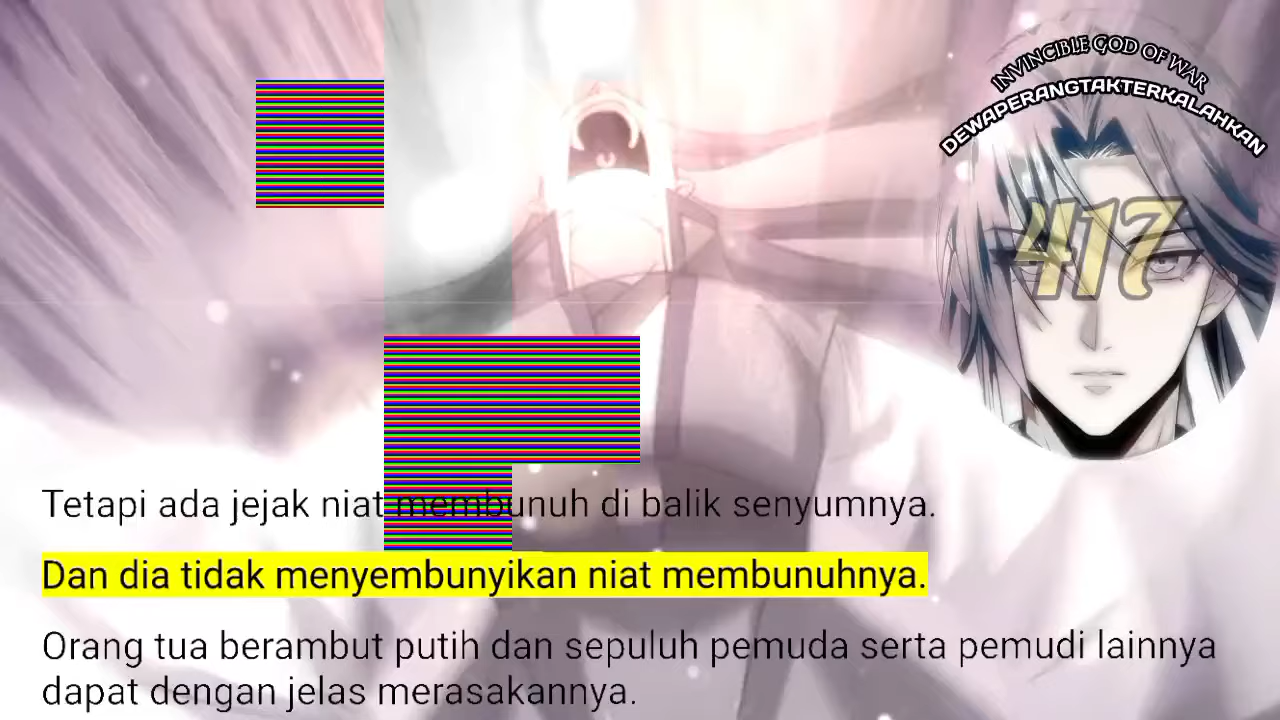 INVINCIBLE GOD OF WAR
DEWAPERANGTAKTERKALAHKAN
417
Tetapi ada jejak niat membunuh di balik senyumnya.
Dan dia tidak menyembunyikan niat membunuhnya.
Orang tua berambut putih dan sepuluh pemuda serta pemudi lainnya
dapat dengan jelas merasakannya.